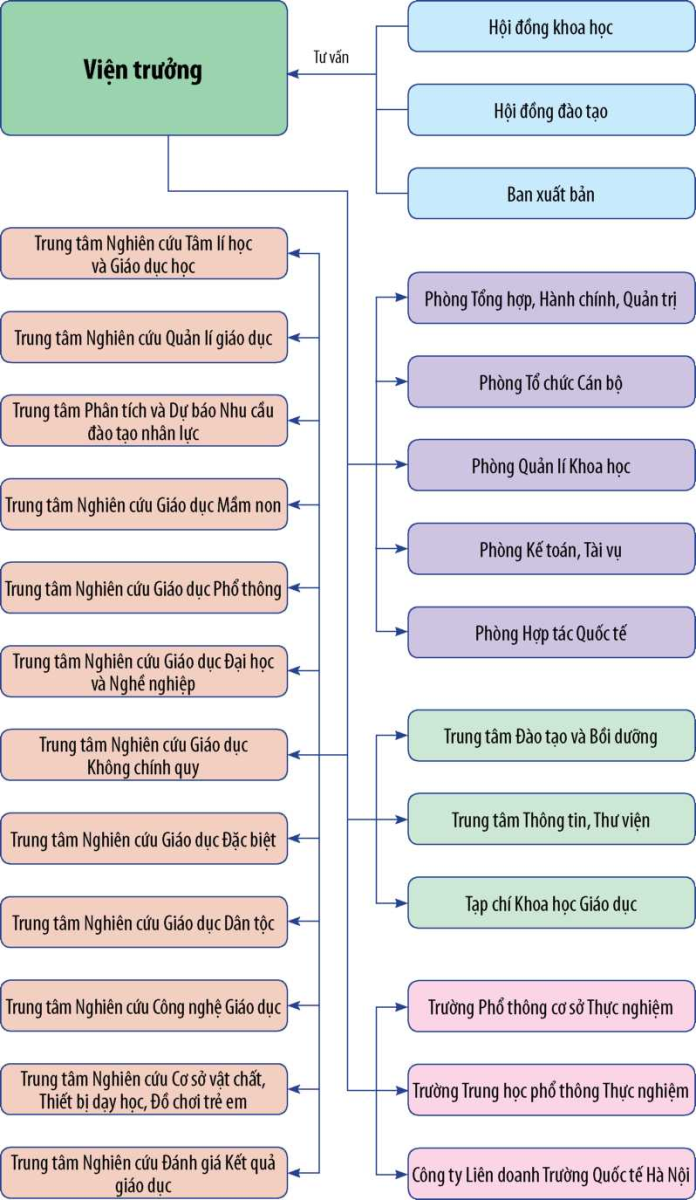 Viện trưởng
Tư vấn
Hội đồng khoa học
Hội đồng đào tạo
Ban xuất bản
Trung tâm Nghiên cứu Tâm lí học
và Giáo dục học
Trung tâm Nghiên cứu Quản lí giáo dục
Trung tâm Phân tích và Dự báo Nhu cầu
đào tạo nhân lực
Trung tâm Nghiên cứu Giáo dục Mầm non
Trung tâm Nghiên cứu Giáo dục Phổ thông
Trung tâm Nghiên cứu Giáo dục Đại học
và Nghề nghiệp
Trung tâm Nghiên cứu Giáo dục
Không chính quy
Trung tâm Nghiên cứu Giáo dục Đặc biệt
Trung tâm Nghiên cứu Giáo dục Dân tộc
Trung tâm Nghiên cứu Công nghệ Giáo dục
Trung tâm Nghiên cứu Cơ sở vật chất,
Thiết bị dạy học, Đồ chơi trẻ em
Trung tâm Nghiên cứu Đánh giá Kết quả
giáo dục
Phòng Tổng hợp, Hành chính, Quản trị
Phòng Tổ chức Cán bộ
Phòng Quản lí Khoa học
Phòng Kế toán, Tài vụ
Phòng Hợp tác Quốc tế
Trung tâm Đào tạo và Bồi dưỡng
Trung tâm Thông tin, Thư viện
Tạp chí Khoa học Giáo dục
Trường Phổ thông cơ sở Thực nghiệm
Trường Trung học phổ thông Thực nghiệm
Công ty Liên doanh Trường Quốc tế Hà Nội